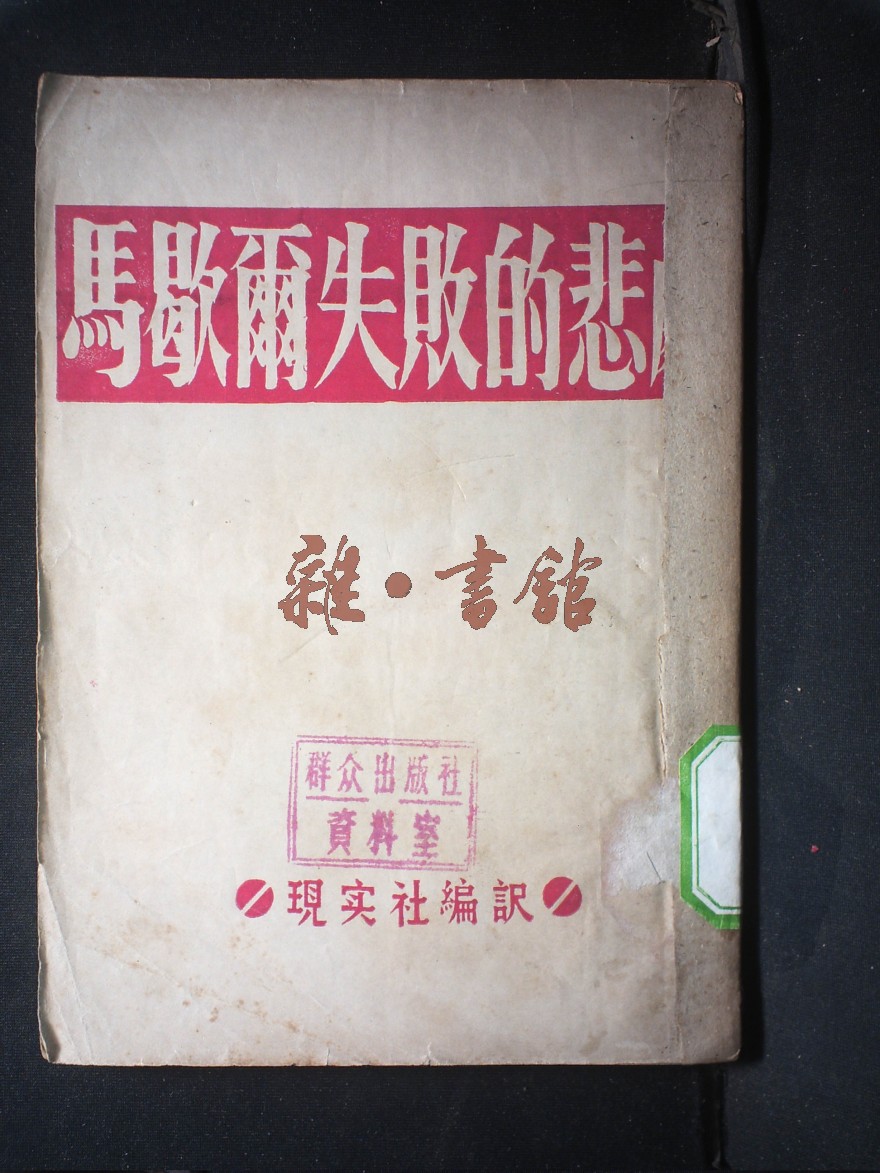 馬歇爾失敗的悲
雜·書館
群众出版社
資料室
現实社編訳